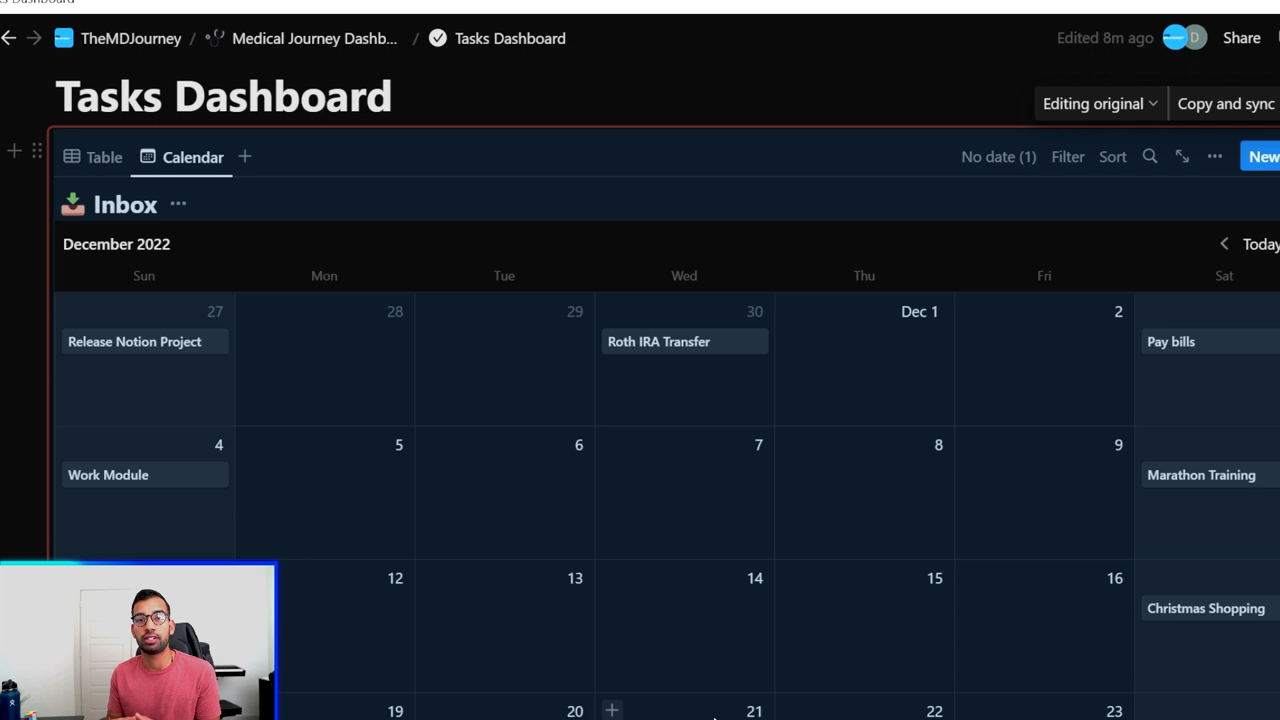 TheMDJourney / Medical Journey Dashb... / Tasks Dashboard Edited 8m ago D Share
Tasks Dashboard
Editing original Copy and sync
Table Calendar No date (1) Filter Sort New
Inbox
December 2022 Today
Sun Mon Tue Wed Thu Fri Sat
27 28 29 30 Dec 1 2
Release Notion Project Roth IRA Transfer Pay bills
4 5 6 7 8 9
Work Module Marathon Training
12 13 14 15 16
Christmas Shopping
19 20 21 22 23